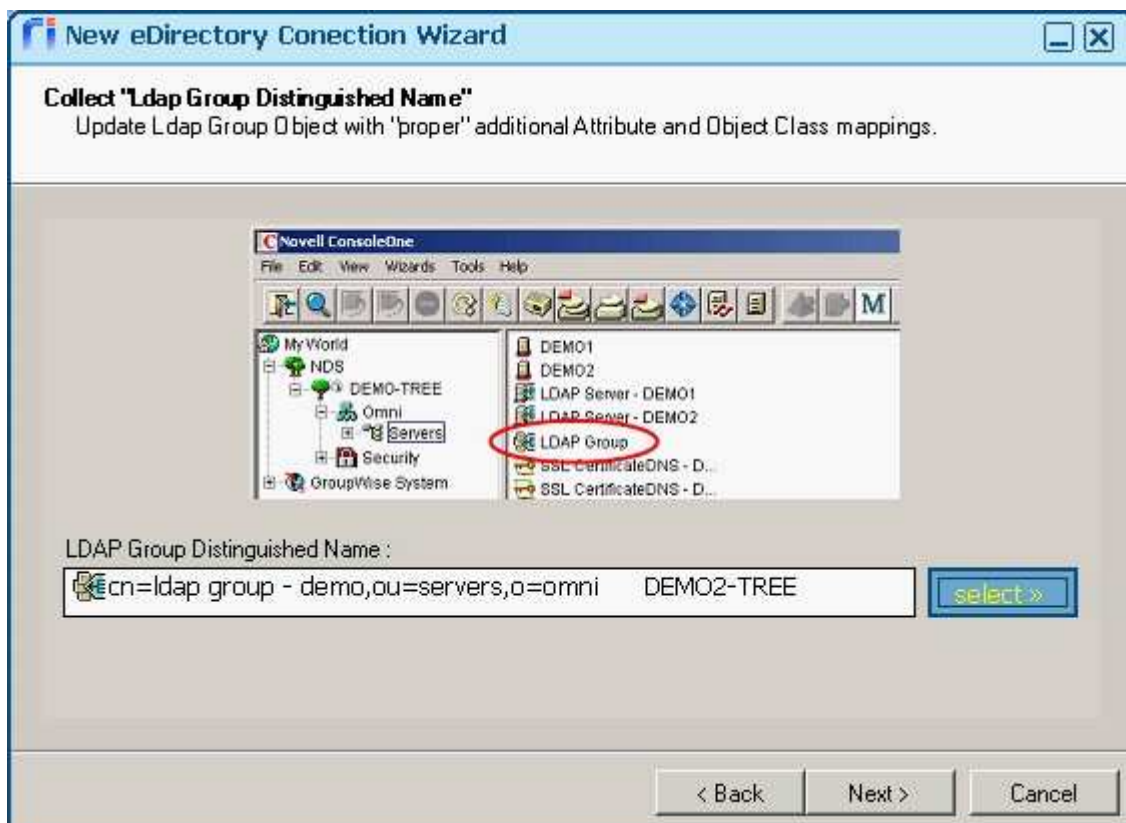 New eDirectory Conection Wizard
Collect "Ldap Group Distinguished Name"
Update Ldap Group Object with "proper" additional Attribute and Object Class mappings.
Novell ConsoleOne
File Edit View Wizards Tools Help
M
My World
NDS
DEMO-TREE
Omni
Servers
Security
GroupWise System
DEMO1
DEMO2
LDAP Server - DEMO1
LDAP Server - DEMO2
LDAP Group
SSL CertificateDNS - D...
SSL CertificateDNS - D...
LDAP Group Distinguished Name :
cn=ldap group - demo,ou=servers,o=omni DEMO2-TREE
select »
< Back Next > Cancel